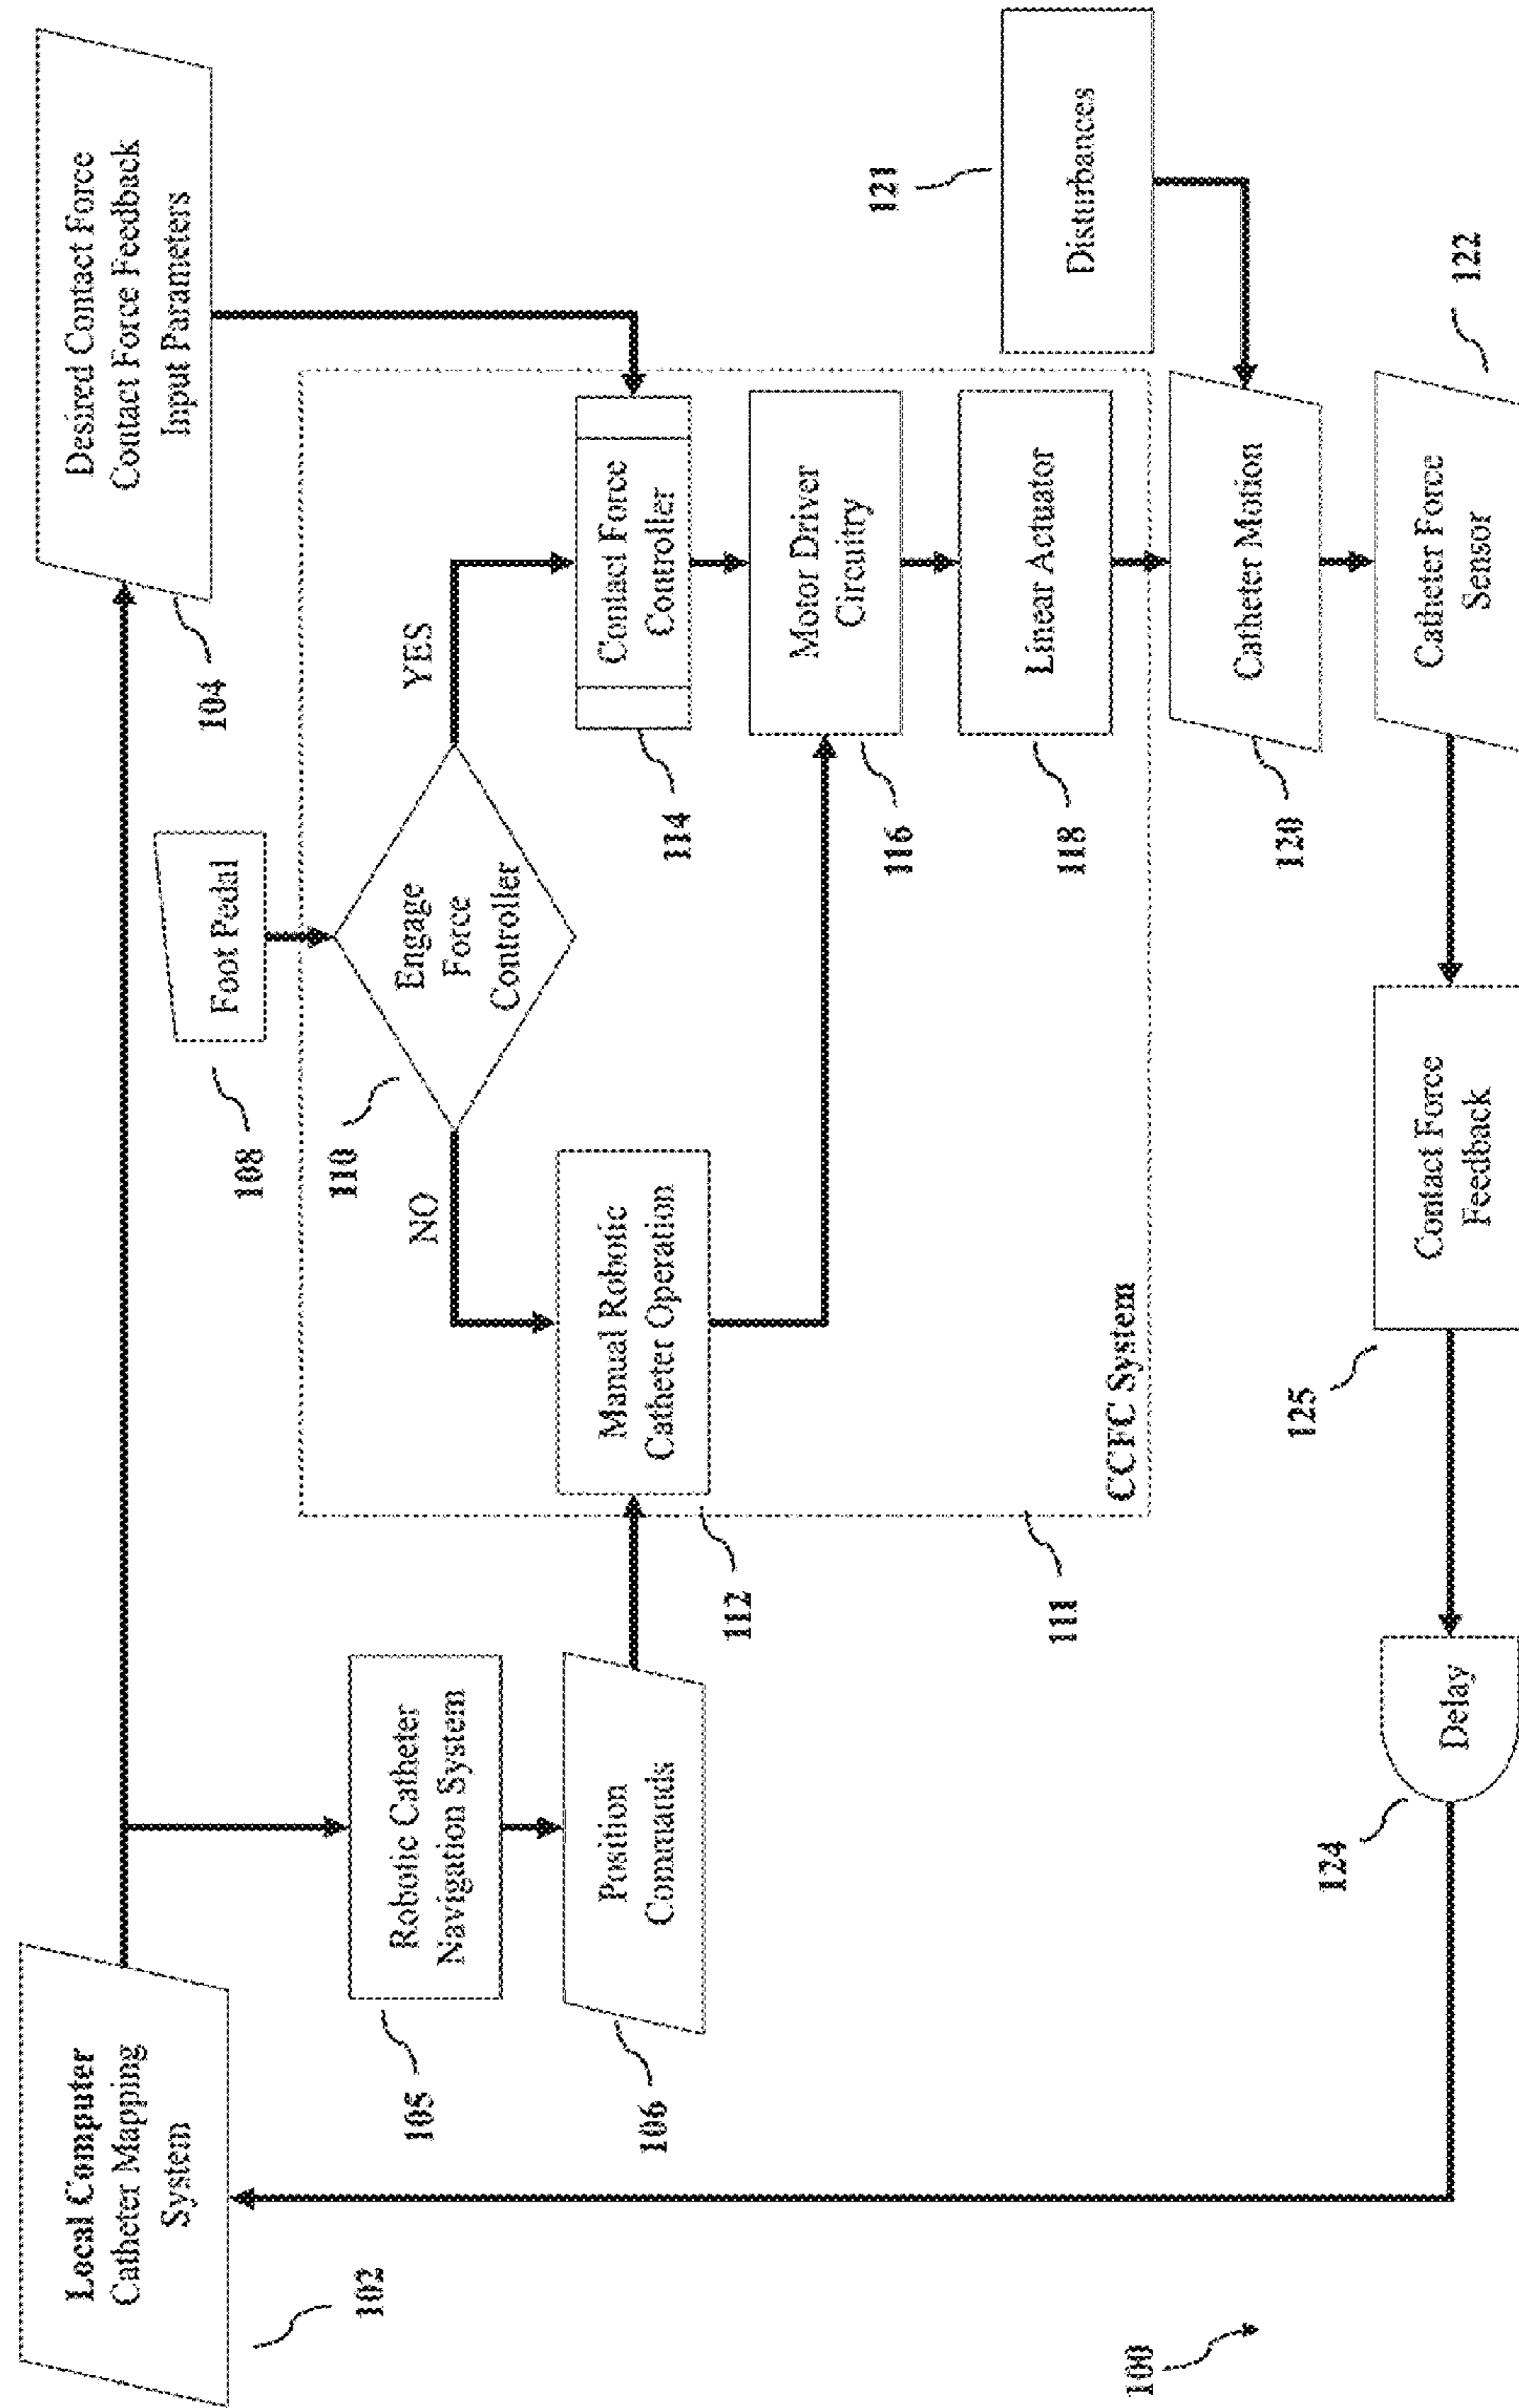 Local Computer
Catheter Mapping
System
102
Desired Contact Force
Contact Force Feedback
Input Parameters
104
Foot Pedal
108
Robotic Catheter
Navigation System
105
Engage
Force
Controller
110
NO
YES
Position
Commands
106
Manual Robotic
Catheter Operation
112
Contact Force
Controller
114
Motor Driver
Circuitry
116
Linear Actuator
118
CCFC System
111
Disturbances
121
Catheter Motion
120
Catheter Force
Sensor
122
Contact Force
Feedback
125
Delay
124
100